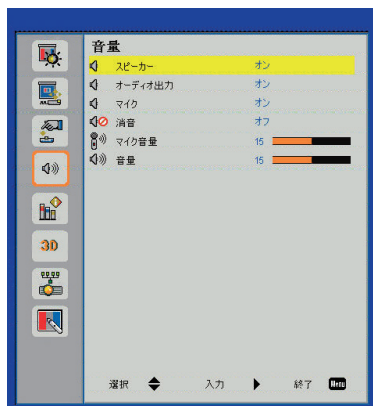 音量
スピーカー オン
オーディオ出力 オン
マイク オン
消音 オフ
マイク音量 15
音量 15
3D
選択 入力 終了 Menu